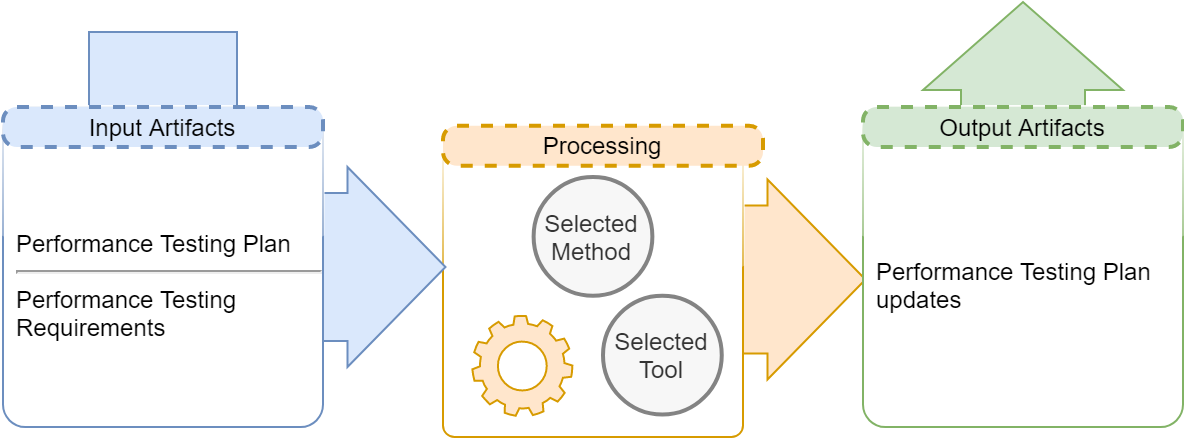 Input Artifacts
Performance Testing Plan
Performance Testing
Requirements
Processing
Selected
Method
Selected
Tool
Output Artifacts
Performance Testing Plan
updates